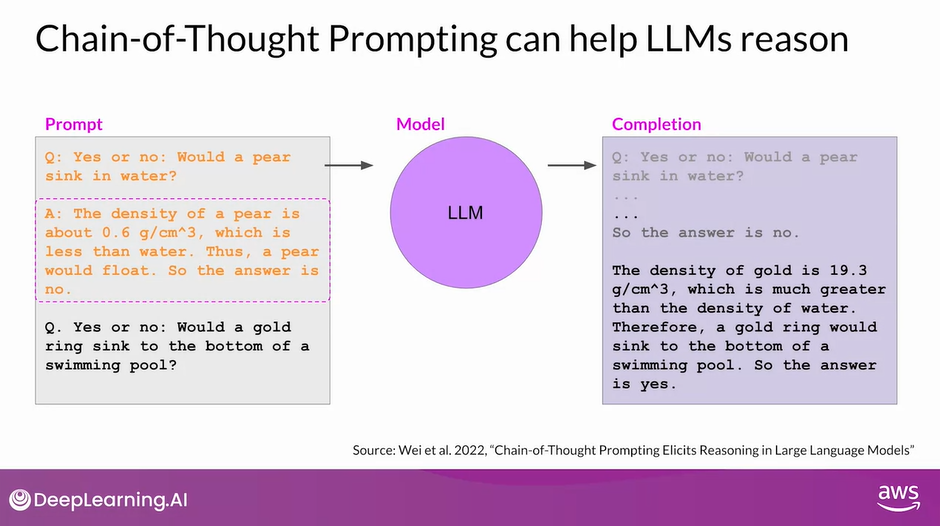 Chain-of-Thought Prompting can help LLMs reason
Prompt
Q: Yes or no: Would a pear
sink in water?
A: The density of a pear is
about 0.6 g/cm^3, which is
less than water. Thus, a pear
would float. So the answer is
no.
Q. Yes or no: Would a gold
ring sink to the bottom of a
swimming pool?
Model
LLM
Completion
Q: Yes or no: Would a pear
sink in water?
...
...
So the answer is no.
The density of gold is 19.3
g/cm^3, which is much greater
than the density of water.
Therefore, a gold ring would
sink to the bottom of a
swimming pool. So the answer
is yes.
Source: Wei et al. 2022, “Chain-of-Thought Prompting Elicits Reasoning in Large Language Models”
DeepLearning.AI
aws